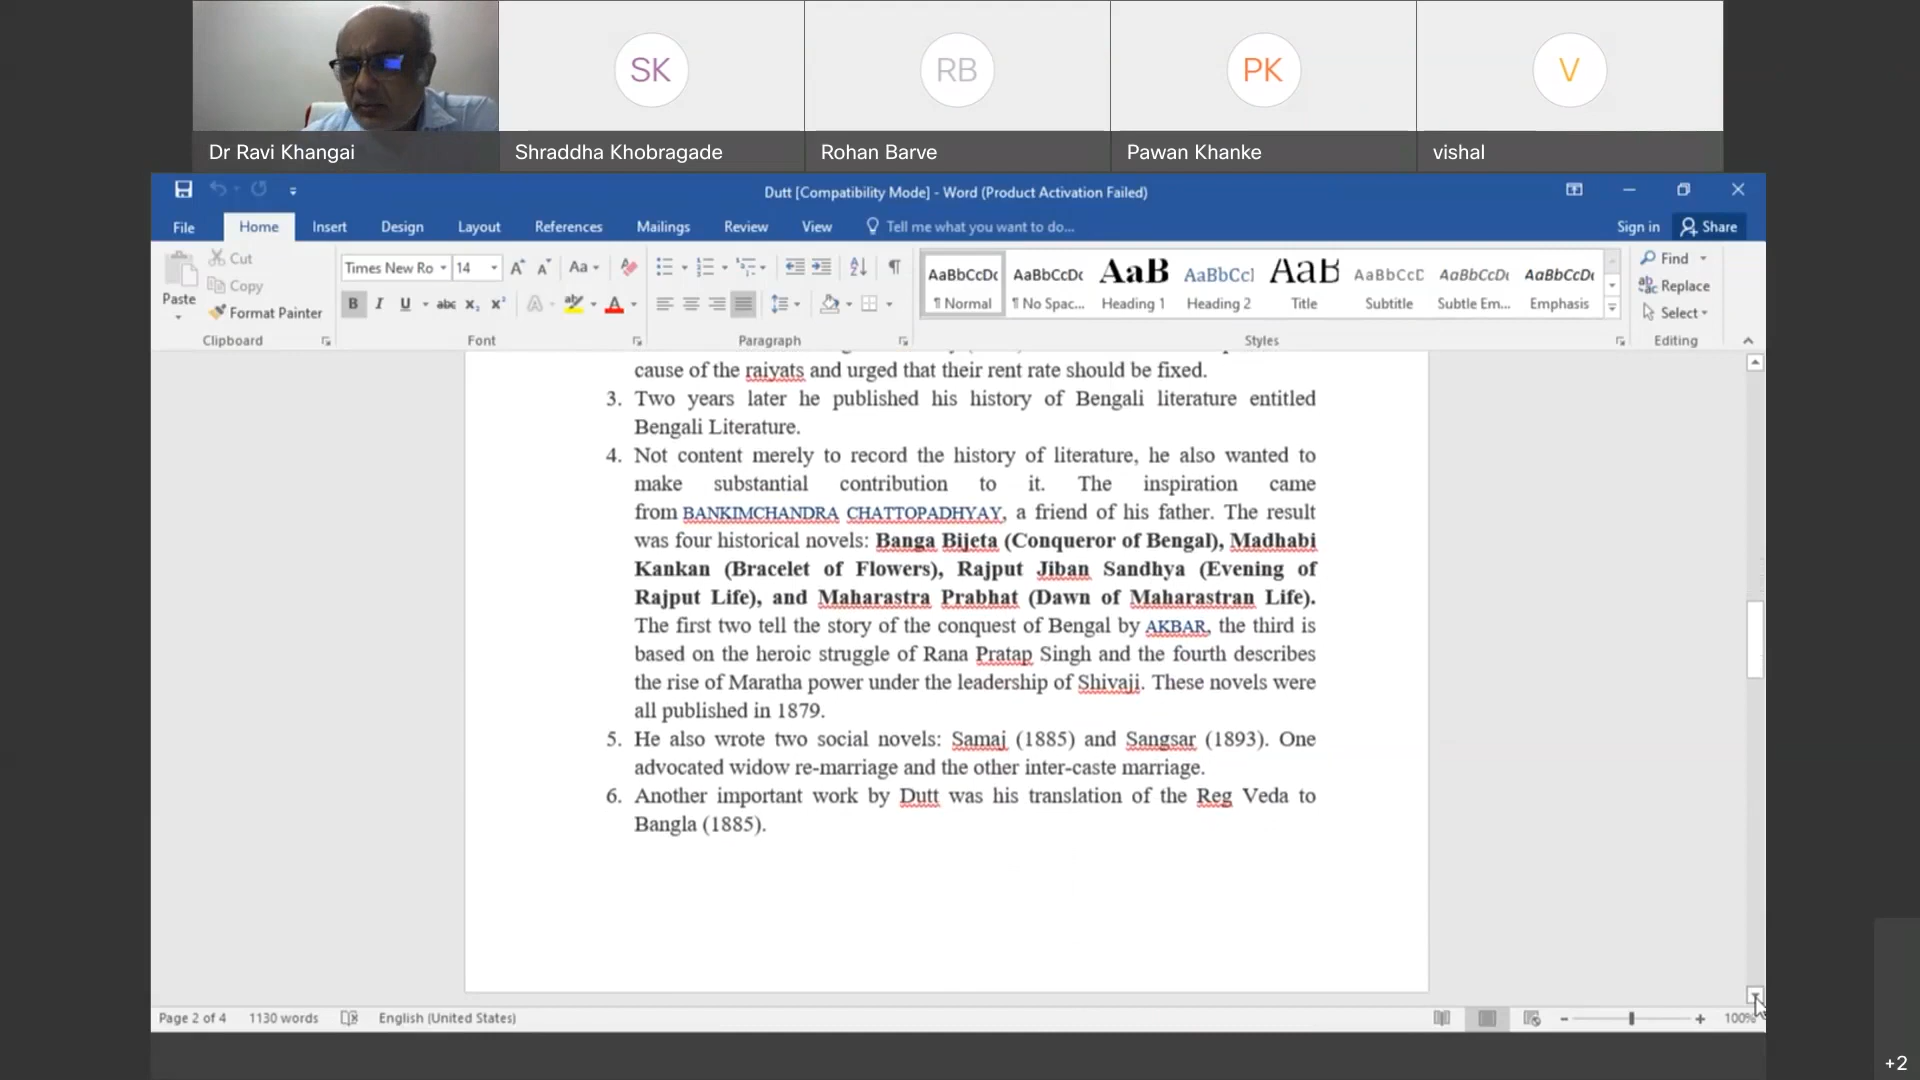 SK
RB
PK
V
Dr Ravi Khangai
Shraddha Khobragade
Rohan Barve
Pawan Khanke
vishal
Dutt [Compatibility Mode] - Word (Product Activation Failed)
File Home Insert Design Layout References Mailings Review View Tell me what you want to do... Sign in Share
Paste
Cut
Copy
Format Painter
Clipboard
Times New Ro 14
Font
Paragraph
AaBbCcDc AaBbCcDc AaB AaBbCcI AaB AaBbCcD AaBbCcDc AaBbCcDc
¶ Normal ¶ No Spac... Heading 1 Heading 2 Title Subtitle Subtle Em... Emphasis
Styles
Find
Replace
Select
Editing
cause of the raiyats and urged that their rent rate should be fixed.
3. Two years later he published his history of Bengali literature entitled
Bengali Literature.
4. Not content merely to record the history of literature, he also wanted to
make substantial contribution to it. The inspiration came
from BANKIMCHANDRA CHATTOPADHYAY, a friend of his father. The result
was four historical novels: Banga Bijeta (Conqueror of Bengal), Madhabi
Kankan (Bracelet of Flowers), Rajput Jiban Sandhya (Evening of
Rajput Life), and Maharastra Prabhat (Dawn of Maharastran Life).
The first two tell the story of the conquest of Bengal by AKBAR, the third is
based on the heroic struggle of Rana Pratap Singh and the fourth describes
the rise of Maratha power under the leadership of Shivaji. These novels were
all published in 1879.
5. He also wrote two social novels: Samaj (1885) and Sangsar (1893). One
advocated widow re-marriage and the other inter-caste marriage.
6. Another important work by Dutt was his translation of the Reg Veda to
Bangla (1885).
Page 2 of 4 1130 words English (United States) 100%
+2